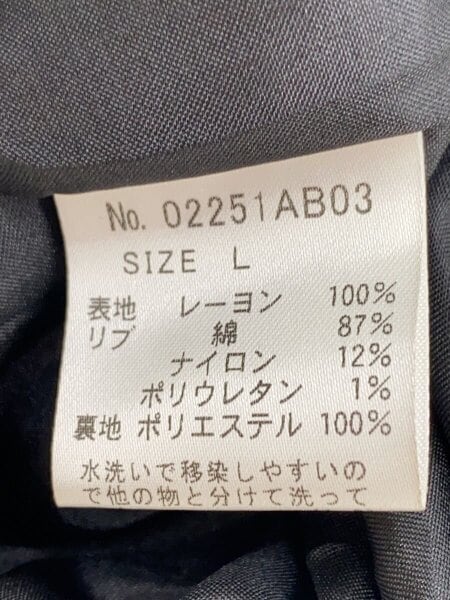 No. 02251AB03
SIZE L
表地 レーヨン 100%
リブ 綿 87%
ナイロン 12%
ポリウレタン 1%
裏地 ポリエステル 100%
水洗いで移染しやすいの
で他の物と分けて洗って